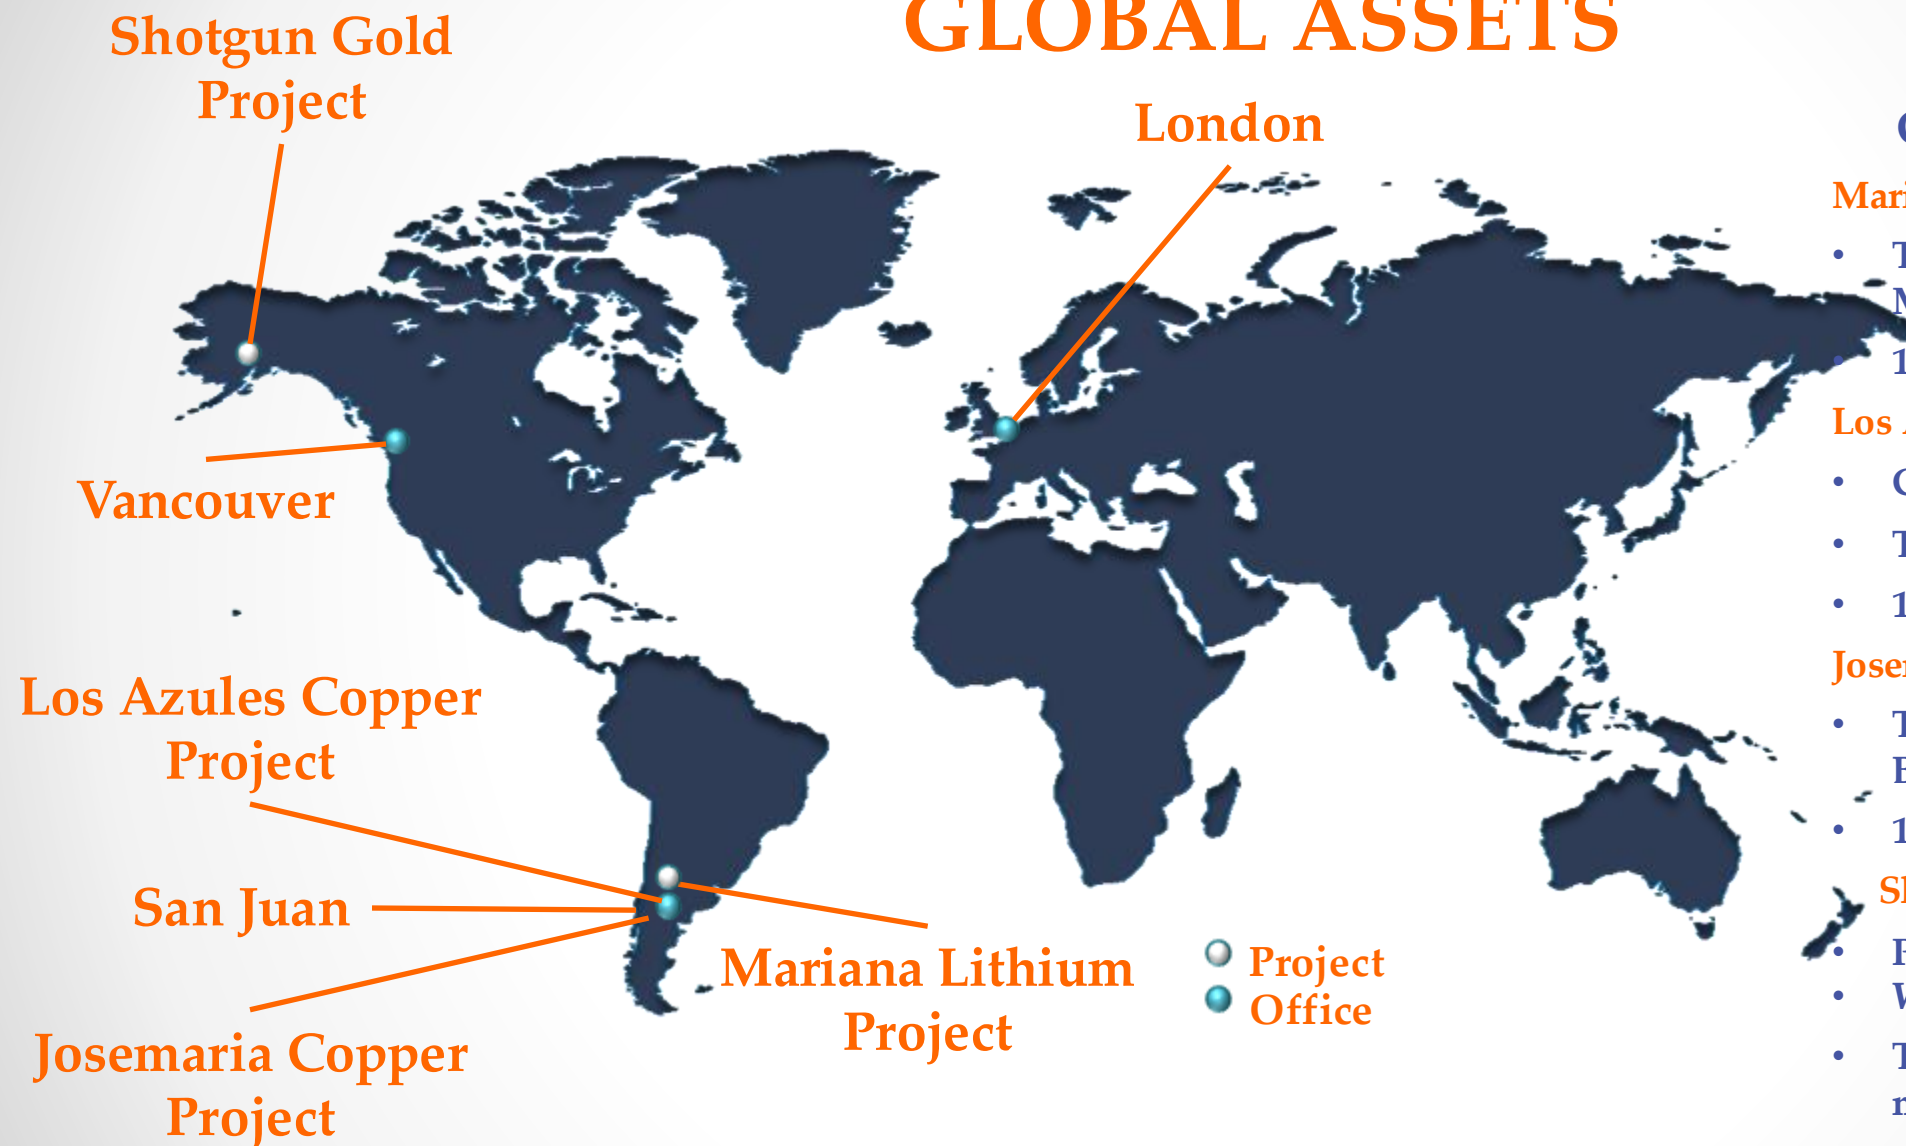 GLOBAL ASSETS
Shotgun Gold
Project
London
Vancouver
Los Azules Copper
Project
San Juan
Josemaria Copper
Project
Mariana Lithium
Project
Project
Office
Los
•
•
•
•
•
•
•
•
•
•